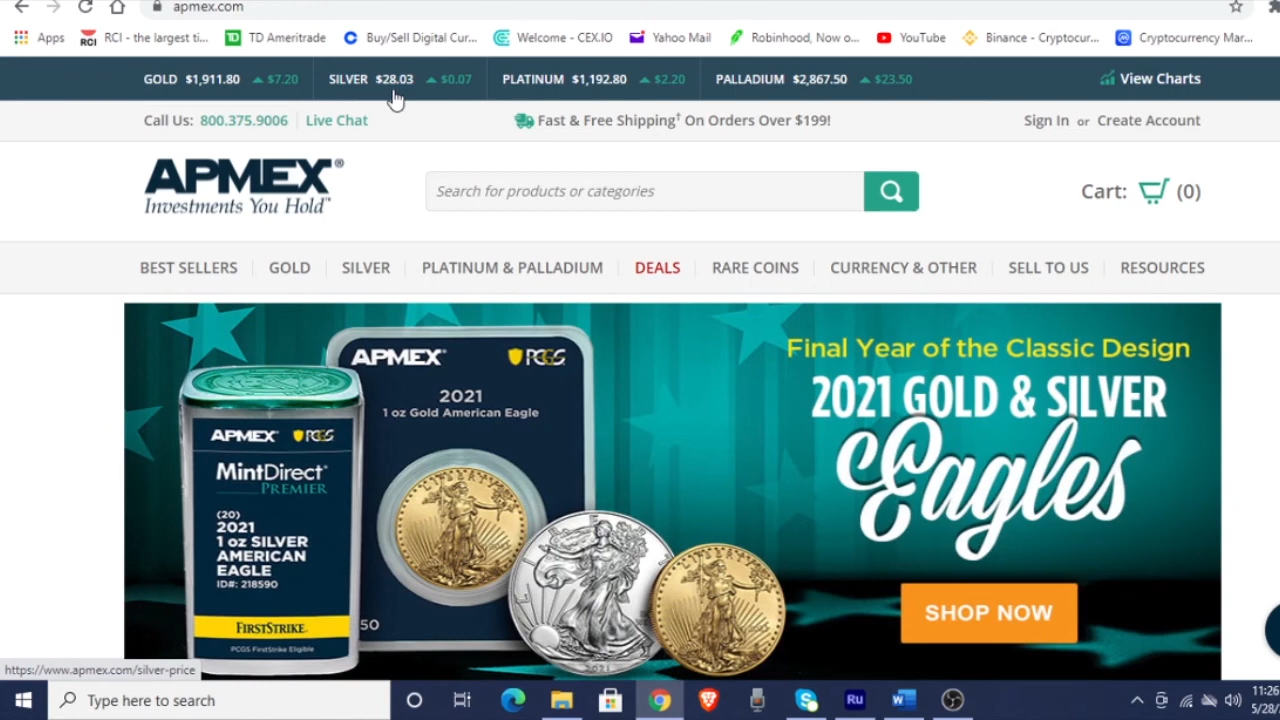 apmex.com
Apps RCI - the largest ti... TD Ameritrade Buy/Sell Digital Cur... Welcome - CEX.IO Yahoo Mail Robinhood, Now o... YouTube Binance - Cryptocur... Cryptocurrency Mar...
GOLD $1,911.80 $7.20 SILVER $28.03 $0.07 PLATINUM $1,192.80 $2.20 PALLADIUM $2,867.50 $23.50 View Charts
Call Us: 800.375.9006 Live Chat Fast & Free Shipping† On Orders Over $199! Sign In or Create Account
APMEX®
Investments You Hold™
Search for products or categories
Cart: (0)
BEST SELLERS GOLD SILVER PLATINUM & PALLADIUM DEALS RARE COINS CURRENCY & OTHER SELL TO US RESOURCES
Final Year of the Classic Design
2021 GOLD & SILVER
Eagles
SHOP NOW
APMEX® PCGS
2021
1 oz Gold American Eagle
LIBERTY
50
APMEX® PCGS
MintDirect®
PREMIER
(20)
2021
1 oz SILVER
AMERICAN
EAGLE
ID#: 218590
FIRSTSTRIKE™
PCGS FirstStrike Eligible
2021
https://www.apmex.com/silver-price
Type here to search
Ru
11:26
5/28/